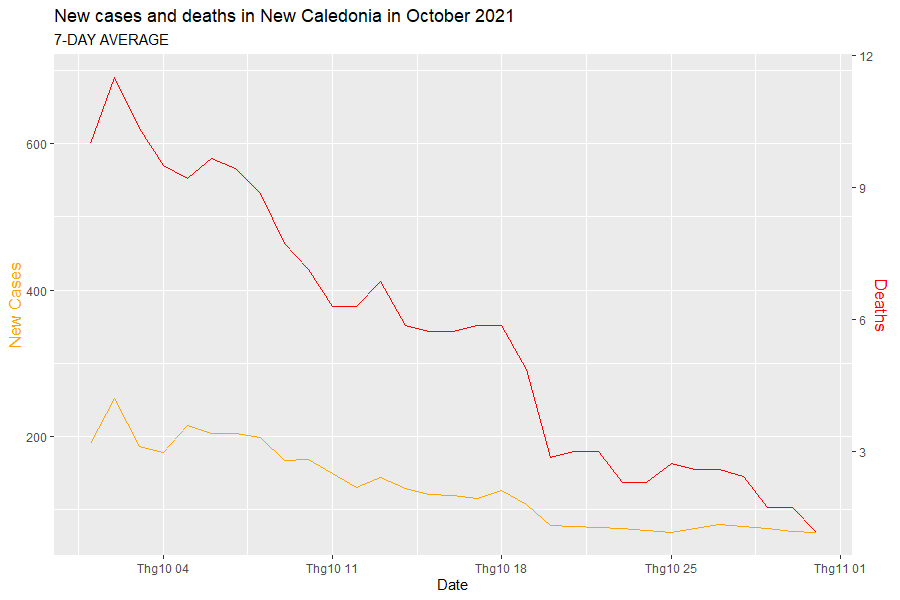 New cases and deaths in New Caledonia in October 2021
7-DAY AVERAGE
12
600
9
400
6
200
3
New Cases
Deaths
Thg10 04
Thg10 11
Thg10 18
Thg10 25
Thg11 01
Date